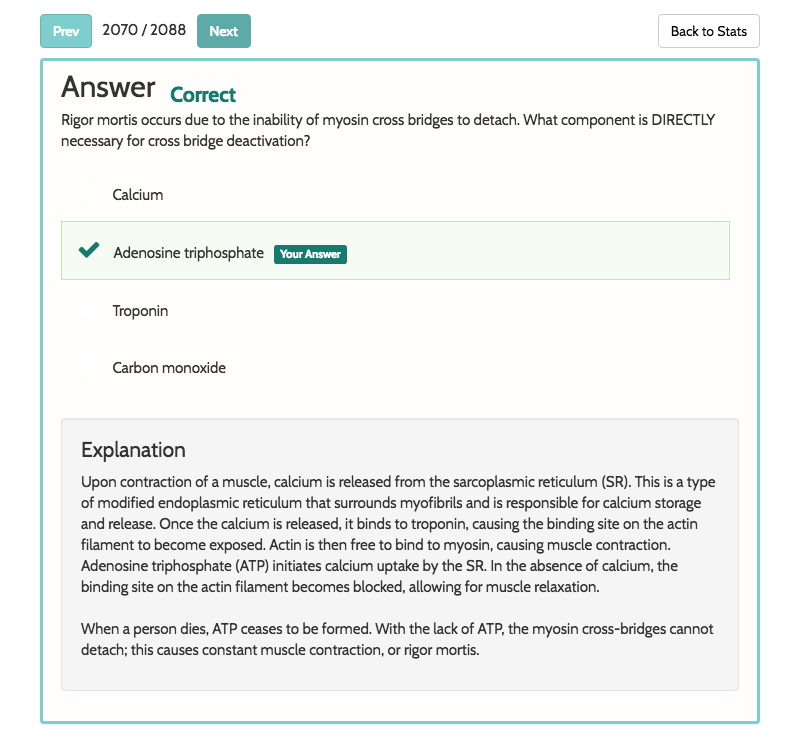 Prev 2070 / 2088 Next Back to Stats
Answer Correct
Rigor mortis occurs due to the inability of myosin cross bridges to detach. What component is DIRECTLY
necessary for cross bridge deactivation?
Calcium
Adenosine triphosphate Your Answer
Troponin
Carbon monoxide
Explanation
Upon contraction of a muscle, calcium is released from the sarcoplasmic reticulum (SR). This is a type
of modified endoplasmic reticulum that surrounds myofibrils and is responsible for calcium storage
and release. Once the calcium is released, it binds to troponin, causing the binding site on the actin
filament to become exposed. Actin is then free to bind to myosin, causing muscle contraction.
Adenosine triphosphate (ATP) initiates calcium uptake by the SR. In the absence of calcium, the
binding site on the actin filament becomes blocked, allowing for muscle relaxation.
When a person dies, ATP ceases to be formed. With the lack of ATP, the myosin cross-bridges cannot
detach; this causes constant muscle contraction, or rigor mortis.